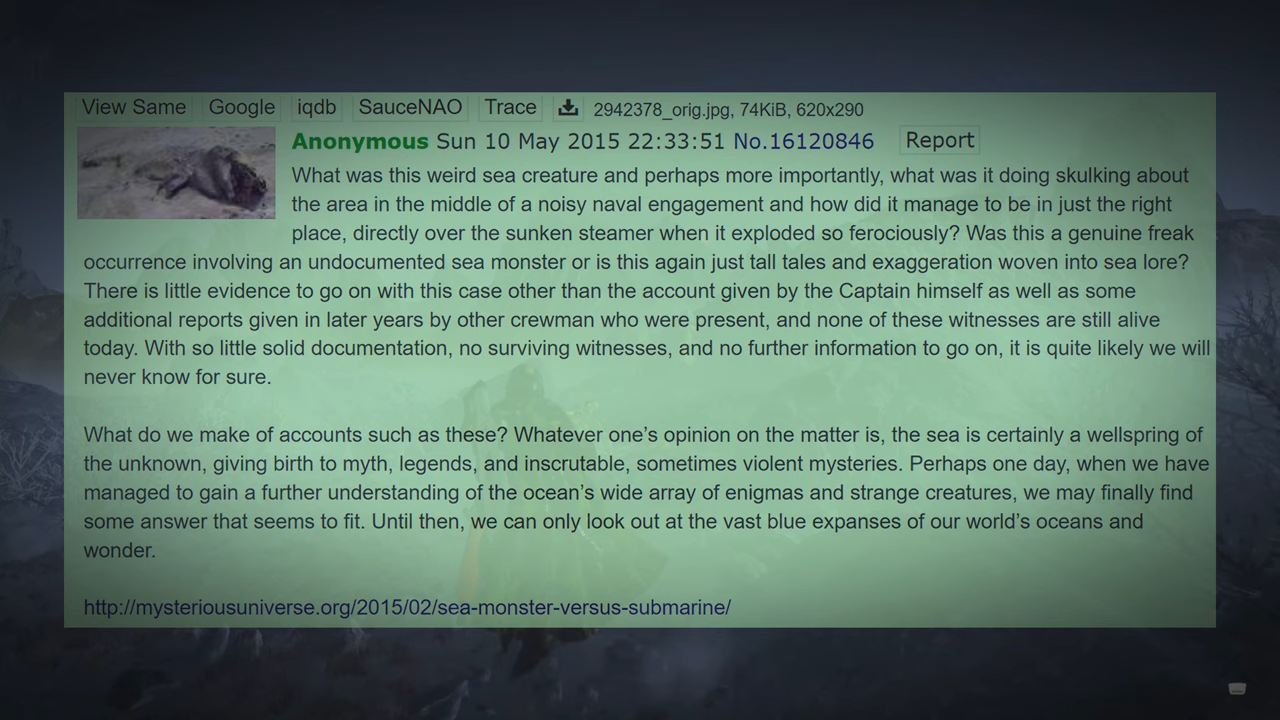 View Same Google iqdb SauceNAO Trace 2942378_orig.jpg, 74KiB, 620x290
Anonymous Sun 10 May 2015 22:33:51 No.16120846 Report
What was this weird sea creature and perhaps more importantly, what was it doing skulking about
the area in the middle of a noisy naval engagement and how did it manage to be in just the right
place, directly over the sunken steamer when it exploded so ferociously? Was this a genuine freak
occurrence involving an undocumented sea monster or is this again just tall tales and exaggeration woven into sea lore?
There is little evidence to go on with this case other than the account given by the Captain himself as well as some
additional reports given in later years by other crewman who were present, and none of these witnesses are still alive
today. With so little solid documentation, no surviving witnesses, and no further information to go on, it is quite likely we will
never know for sure.
What do we make of accounts such as these? Whatever one’s opinion on the matter is, the sea is certainly a wellspring of
the unknown, giving birth to myth, legends, and inscrutable, sometimes violent mysteries. Perhaps one day, when we have
managed to gain a further understanding of the ocean’s wide array of enigmas and strange creatures, we may finally find
some answer that seems to fit. Until then, we can only look out at the vast blue expanses of our world’s oceans and
wonder.
http://mysteriousuniverse.org/2015/02/sea-monster-versus-submarine/